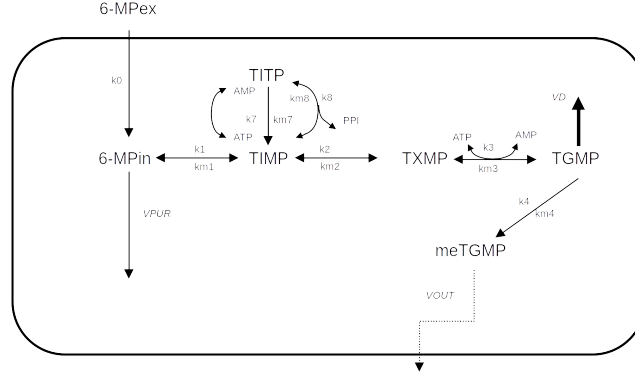 6-MPex
k0
TITP
AMP
km8
k8
k7
km7
PPI
ATP
6-MPin
k1
km1
TIMP
k2
km2
TXMP
ATP
k3
AMP
km3
TGMP
VD
VPUR
k4
km4
meTGMP
VOUT